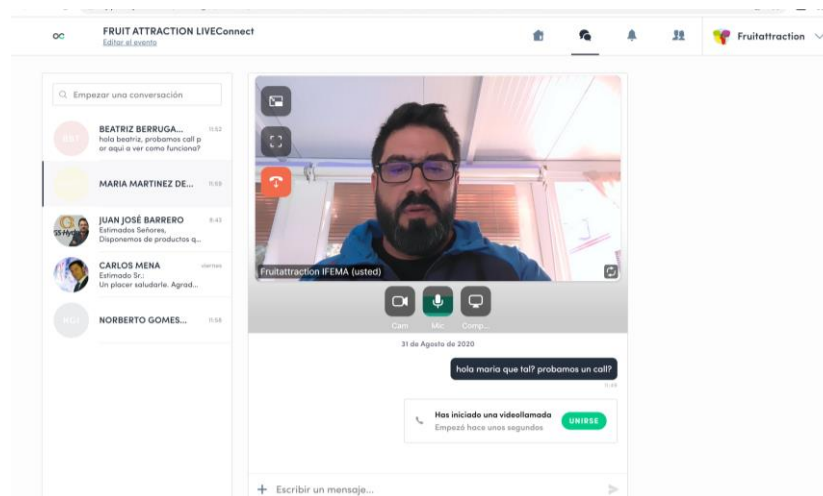 FRUIT ATTRACTION LIVEConnect
Editar el evento
Fruitattraction
Empezar una conversación
BEATRIZ BERRUGA... 11:52
hola beatriz, probamos call p
or aqui a ver como funciona?
MARIA MARTINEZ DE... 11:50
JUAN JOSÉ BARRERO 8:42
Estimados Señores,
Disponemos de productos q...
CARLOS MENA viernes
Estimado Sr.:
Un placer saludarle. Agrad...
NORBERTO GOMES... 11:58
Fruitattraction IFEMA (usted)
Cam Mic Comp...
31 de Agosto de 2020
hola maria que tal? probamos un call?
Has iniciado una videollamada
Empezó hace unos segundos
UNIRSE
Escribir un mensaje...